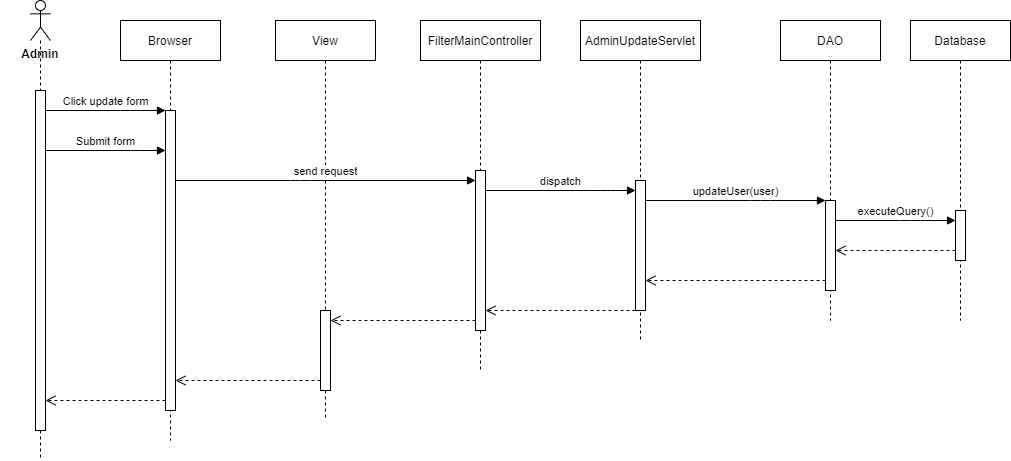 Admin
Browser
View
FilterMainController
AdminUpdateServlet
DAO
Database
Click update form
Submit form
send request
dispatch
updateUser(user)
executeQuery()